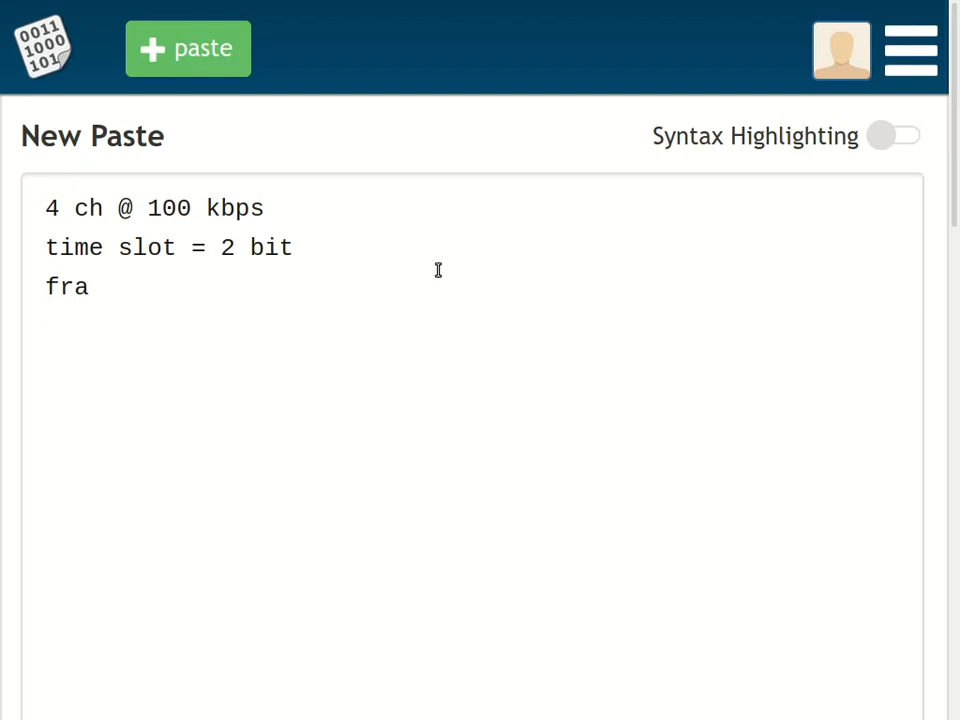 0011
1000
101
paste
New Paste
Syntax Highlighting
4 ch @ 100 kbps
time slot = 2 bit
fra